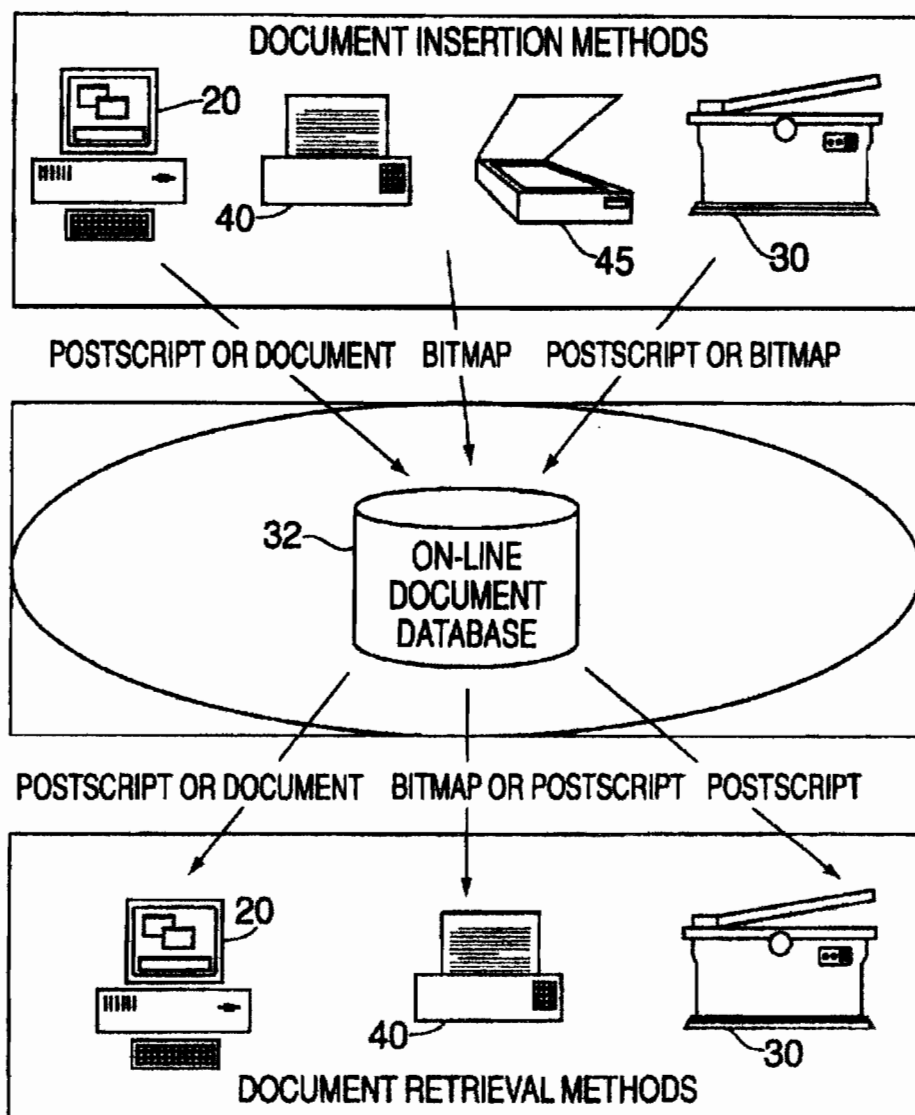 DOCUMENT INSERTION METHODS
20
40
45
30
POSTSCRIPT OR DOCUMENT BITMAP POSTSCRIPT OR BITMAP
32
ON-LINE
DOCUMENT
DATABASE
POSTSCRIPT OR DOCUMENT BITMAP OR POSTSCRIPT POSTSCRIPT
20
40
30
DOCUMENT RETRIEVAL METHODS